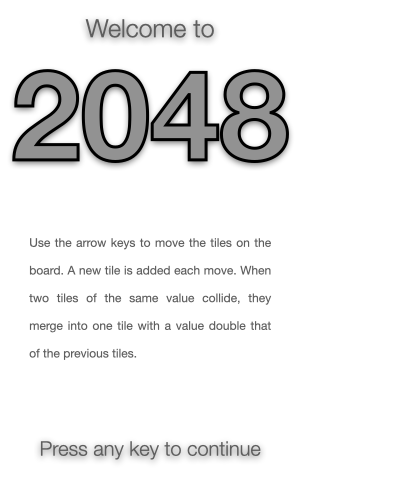 Welcome to
2048
Use the arrow keys to move the tiles on the
board. A new tile is added each move. When
two tiles of the same value collide, they
merge into one tile with a value double that
of the previous tiles.
Press any key to continue